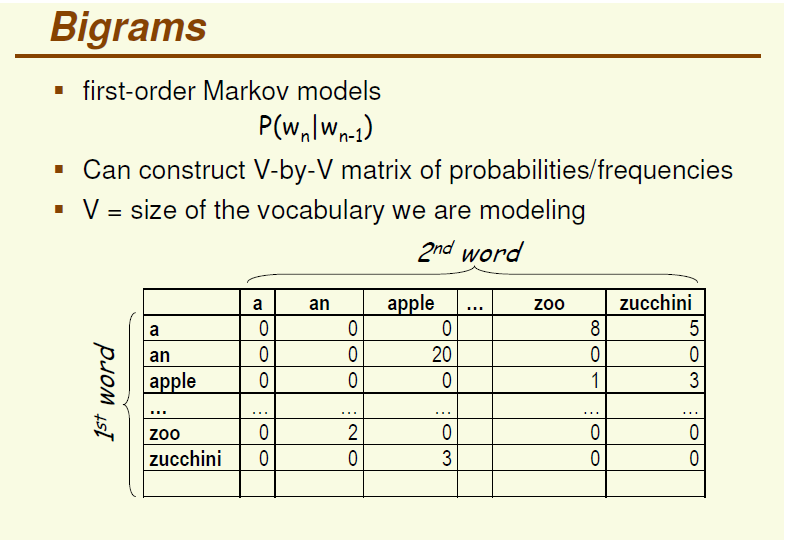 Bigrams
▪ first-order Markov models
P(wn|wn-1)
▪ Can construct V-by-V matrix of probabilities/frequencies
▪ V = size of the vocabulary we are modeling
2nd word
1st word
a an apple ... zoo zucchini
a 0 0 0 8 5
an 0 0 20 0 0
apple 0 0 0 1 3
... ... ... ... ... ...
zoo 0 2 0 0 0
zucchini 0 0 3 0 0